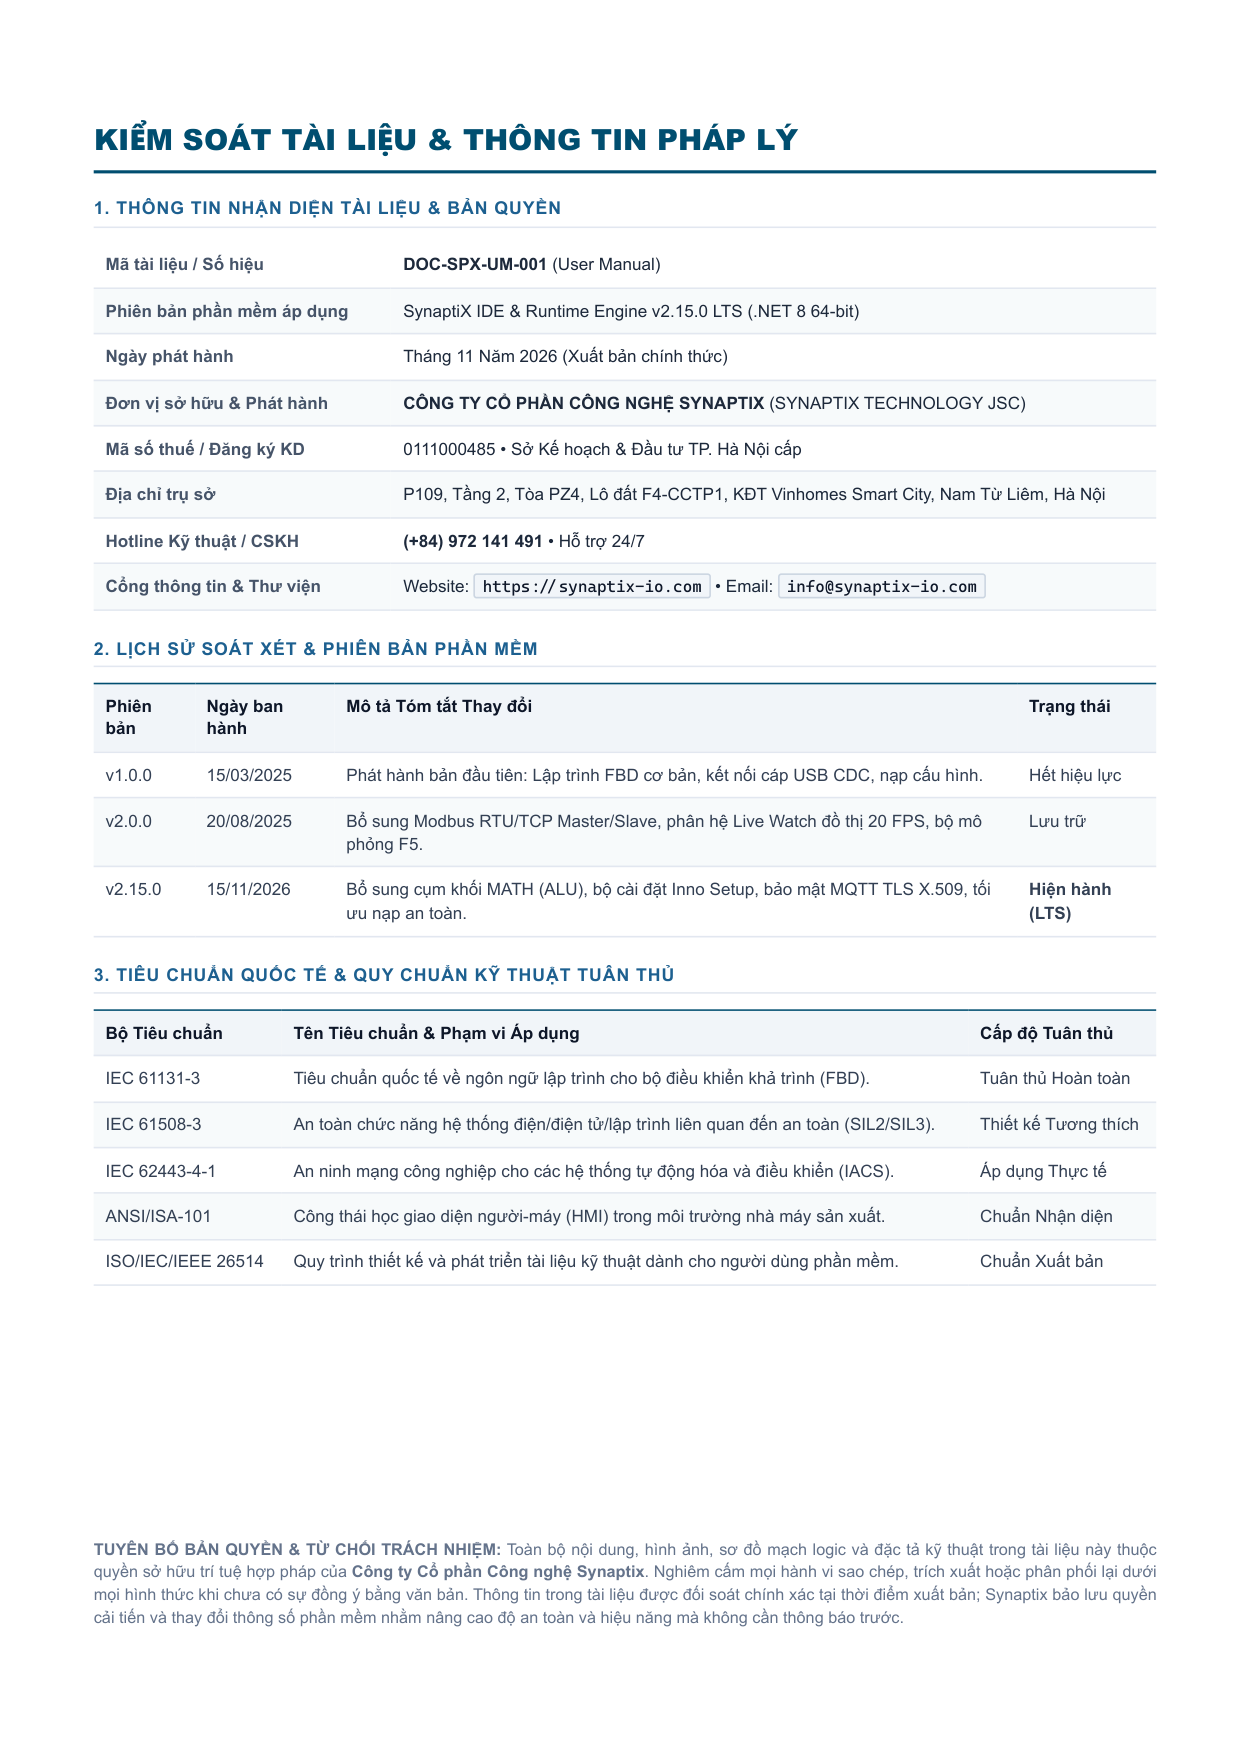 KIỂM SOÁT TÀI LIỆU & THÔNG TIN PHÁP LÝ
1. THÔNG TIN NHẬN DIỆN TÀI LIỆU & BẢN QUYỀN
Mã tài liệu / Số hiệu DOC-SPX-UM-001 (User Manual)
Phiên bản phần mềm áp dụng SynaptiX IDE & Runtime Engine v2.15.0 LTS (.NET 8 64-bit)
Ngày phát hành Tháng 11 Năm 2026 (Xuất bản chính thức)
Đơn vị sở hữu & Phát hành CÔNG TY CỔ PHẦN CÔNG NGHỆ SYNAPTIX (SYNAPTIX TECHNOLOGY JSC)
Mã số thuế / Đăng ký KD 0111000485 • Sở Kế hoạch & Đầu tư TP. Hà Nội cấp
Địa chỉ trụ sở P109, Tầng 2, Tòa PZ4, Lô đất F4-CCTP1, KĐT Vinhomes Smart City, Nam Từ Liêm, Hà Nội
Hotline Kỹ thuật / CSKH (+84) 972 141 491 • Hỗ trợ 24/7
Cổng thông tin & Thư viện Website: https://synaptix-io.com • Email: info@synaptix-io.com
2. LỊCH SỬ SOÁT XÉT & PHIÊN BẢN PHẦN MỀM
Phiên Ngày ban Mô tả Tóm tắt Thay đổi Trạng thái
bản hành
v1.0.0 15/03/2025 Phát hành bản đầu tiên: Lập trình FBD cơ bản, kết nối cáp USB CDC, nạp cấu hình. Hết hiệu lực
v2.0.0 20/08/2025 Bổ sung Modbus RTU/TCP Master/Slave, phân hệ Live Watch đồ thị 20 FPS, bộ mô Lưu trữ
phỏng F5.
v2.15.0 15/11/2026 Bổ sung cụm khối MATH (ALU), bộ cài đặt Inno Setup, bảo mật MQTT TLS X.509, tối Hiện hành
ưu nạp an toàn. (LTS)
3. TIÊU CHUẨN QUỐC TẾ & QUY CHUẨN KỸ THUẬT TUÂN THỦ
Bộ Tiêu chuẩn Tên Tiêu chuẩn & Phạm vi Áp dụng Cấp độ Tuân thủ
IEC 61131-3 Tiêu chuẩn quốc tế về ngôn ngữ lập trình cho bộ điều khiển khả trình (FBD). Tuân thủ Hoàn toàn
IEC 61508-3 An toàn chức năng hệ thống điện/điện tử/lập trình liên quan đến an toàn (SIL2/SIL3). Thiết kế Tương thích
IEC 62443-4-1 An ninh mạng công nghiệp cho các hệ thống tự động hóa và điều khiển (IACS). Áp dụng Thực tế
ANSI/ISA-101 Công thái học giao diện người-máy (HMI) trong môi trường nhà máy sản xuất. Chuẩn Nhận diện
ISO/IEC/IEEE 26514 Quy trình thiết kế và phát triển tài liệu kỹ thuật dành cho người dùng phần mềm. Chuẩn Xuất bản
TUYÊN BỐ BẢN QUYỀN & TỪ CHỐI TRÁCH NHIỆM: Toàn bộ nội dung, hình ảnh, sơ đồ mạch logic và đặc tả kỹ thuật trong tài liệu này thuộc
quyền sở hữu trí tuệ hợp pháp của Công ty Cổ phần Công nghệ Synaptix. Nghiêm cấm mọi hành vi sao chép, trích xuất hoặc phân phối lại dưới
mọi hình thức khi chưa có sự đồng ý bằng văn bản. Thông tin trong tài liệu được đối soát chính xác tại thời điểm xuất bản; Synaptix bảo lưu quyền
cải tiến và thay đổi thông số phần mềm nhằm nâng cao độ an toàn và hiệu năng mà không cần thông báo trước.